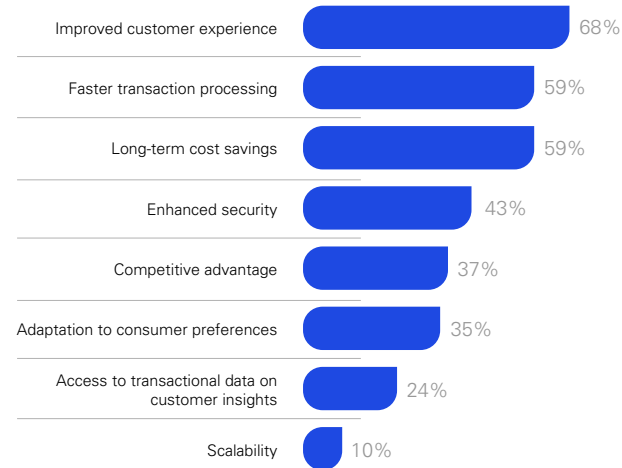 Improved customer experience 68%
Faster transaction processing 59%
Long-term cost savings 59%
Enhanced security 43%
Competitive advantage 37%
Adaptation to consumer preferences 35%
Access to transactional data on
customer insights 24%
Scalability 10%